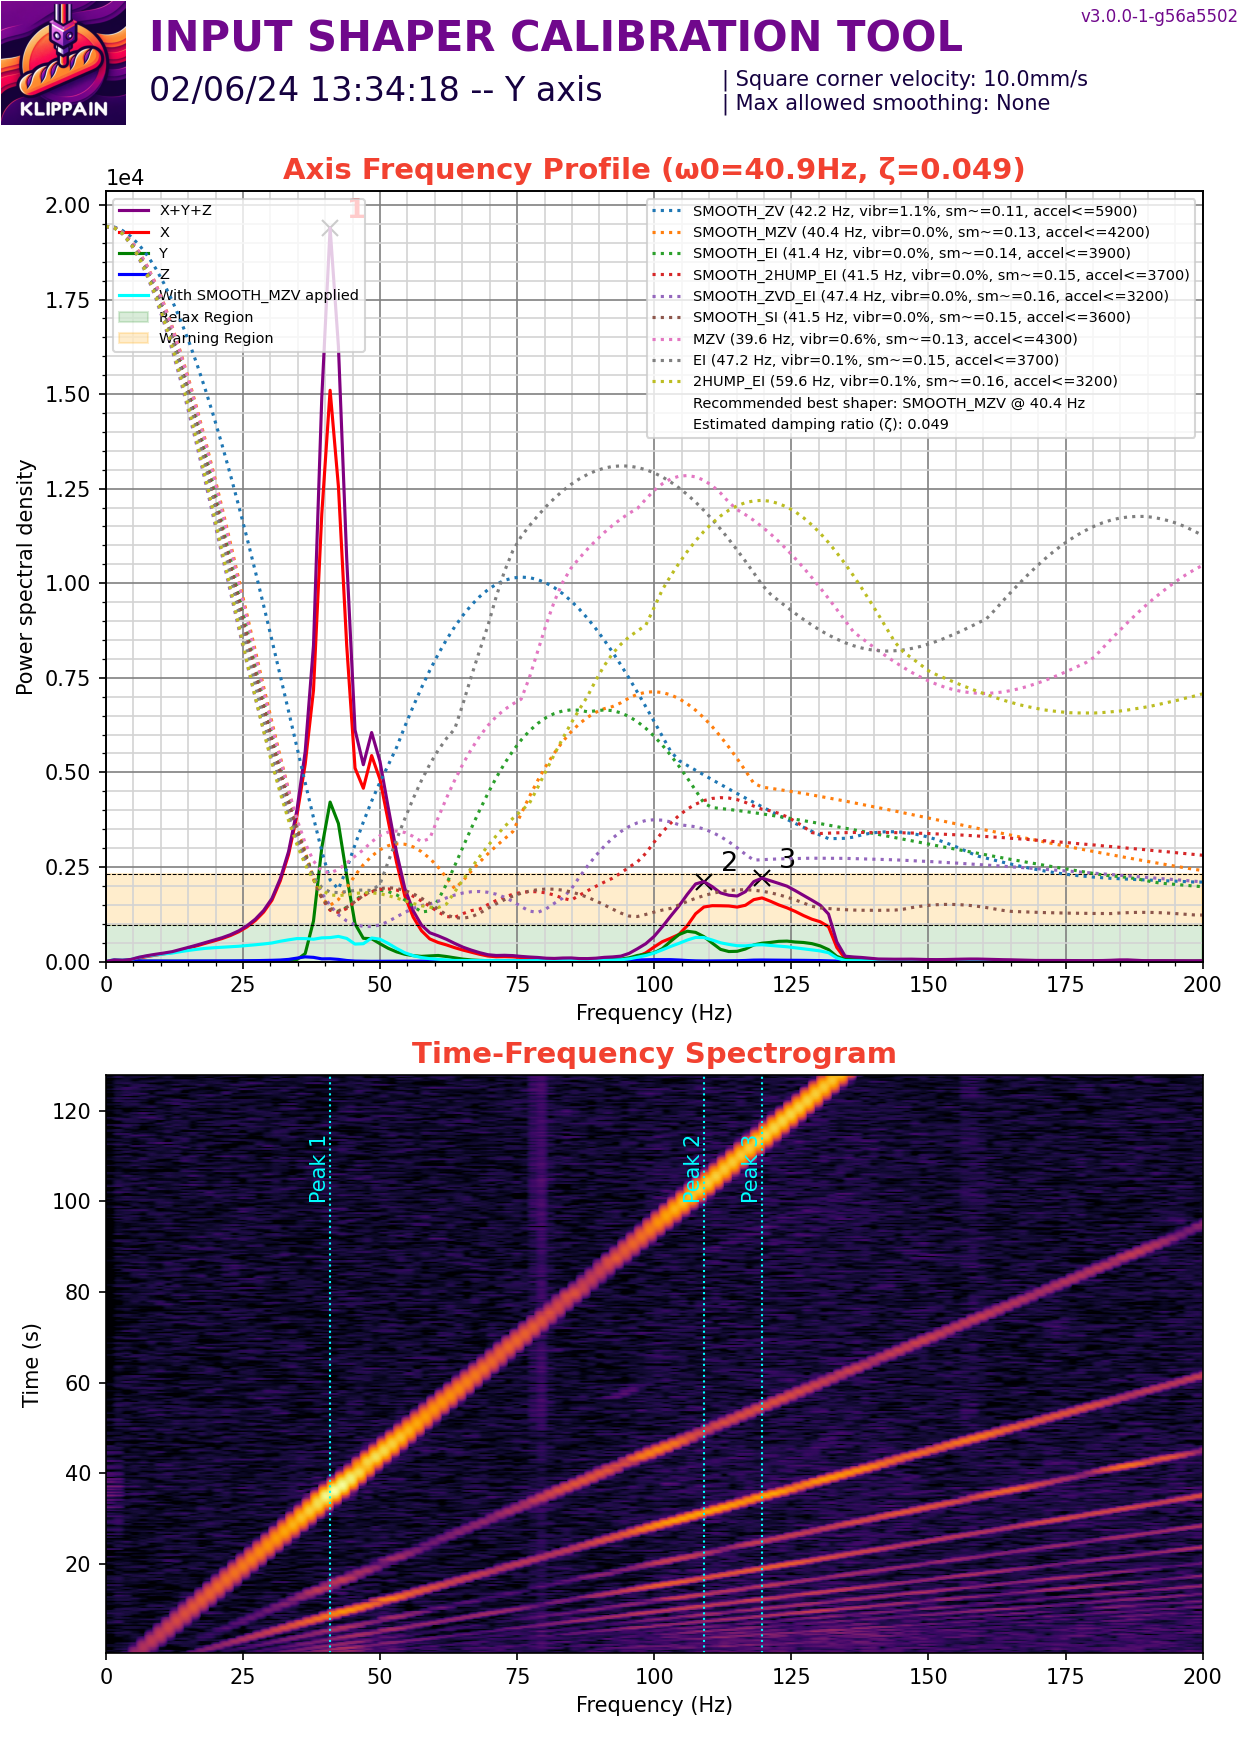 v3.0.0-1-g56a5502
INPUT SHAPER CALIBRATION TOOL
02/06/24 13:34:18 -- Y axis
| Square corner velocity: 10.0mm/s
| Max allowed smoothing: None
KLIPPAIN
Axis Frequency Profile (ω0=40.9Hz, ζ=0.049)
1e4
2.00
1.75
1.50
1.25
1.00
0.75
0.50
0.25
0.00
Power spectral density
X+Y+Z
X
Y
Z
With SMOOTH_MZV applied
Relax Region
Warning Region
1
SMOOTH_ZV (42.2 Hz, vibr=1.1%, sm~=0.11, accel<=5900)
SMOOTH_MZV (40.4 Hz, vibr=0.0%, sm~=0.13, accel<=4200)
SMOOTH_EI (41.4 Hz, vibr=0.0%, sm~=0.14, accel<=3900)
SMOOTH_2HUMP_EI (41.5 Hz, vibr=0.0%, sm~=0.15, accel<=3700)
SMOOTH_ZVD_EI (47.4 Hz, vibr=0.0%, sm~=0.16, accel<=3200)
SMOOTH_SI (41.5 Hz, vibr=0.0%, sm~=0.15, accel<=3600)
MZV (39.6 Hz, vibr=0.6%, sm~=0.13, accel<=4300)
EI (47.2 Hz, vibr=0.1%, sm~=0.15, accel<=3700)
2HUMP_EI (59.6 Hz, vibr=0.1%, sm~=0.16, accel<=3200)
Recommended best shaper: SMOOTH_MZV @ 40.4 Hz
Estimated damping ratio (ζ): 0.049
2
3
0 25 50 75 100 125 150 175 200
Frequency (Hz)
Time-Frequency Spectrogram
120
100
80
60
40
20
Time (s)
Peak 1
Peak 2
Peak 3
0 25 50 75 100 125 150 175 200
Frequency (Hz)